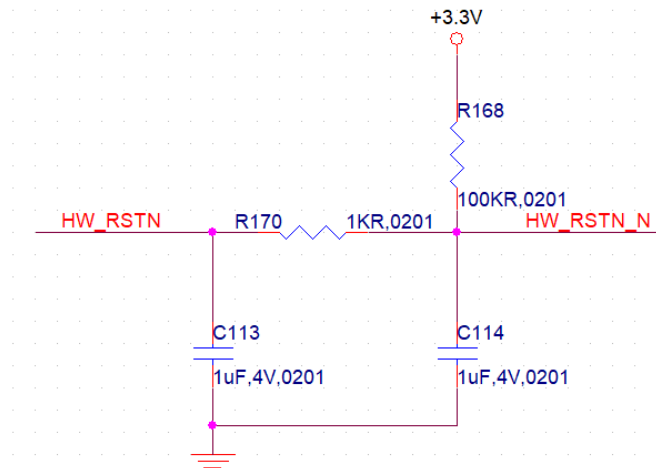 +3.3V
R168
100KR,0201
HW_RSTN
R170
1KR,0201
HW_RSTN_N
C113
1uF,4V,0201
C114
1uF,4V,0201